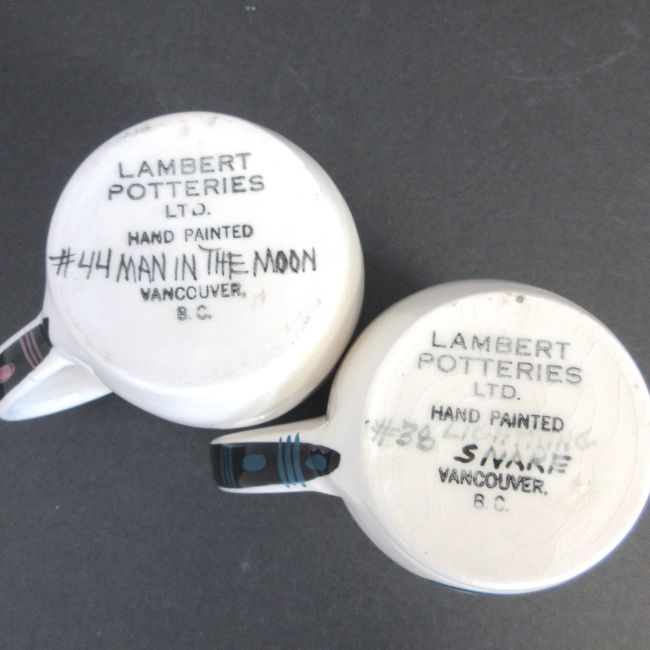 LAMBERT
POTTERIES
LTD.
HAND PAINTED
#44 MAN IN THE MOON
VANCOUVER,
B.C.
LAMBERT
POTTERIES
LTD.
HAND PAINTED
#38 LIGHTNING
SNAKE
VANCOUVER,
B.C.